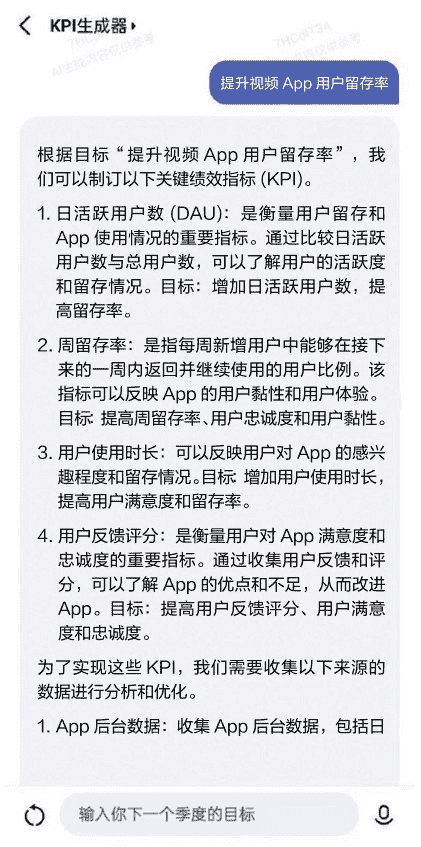 KPI生成器
7HCdRT34
AI生成内容仅供参考
提升视频 App 用户留存率
根据目标“提升视频 App 用户留存率”，我
们可以制订以下关键绩效指标 (KPI)。
1. 日活跃用户数 (DAU)：是衡量用户留存和
App 使用情况的重要指标。通过比较日活跃
用户数与总用户数，可以了解用户的活跃度
和留存情况。目标：增加日活跃用户数，提
高留存率。
2. 周留存率：是指每周新增用户中能够在接下
来的一周内返回并继续使用的用户比例。该
指标可以反映 App 的用户黏性和用户体验。
目标：提高周留存率、用户忠诚度和用户黏性。
3. 用户使用时长：可以反映用户对 App 的感兴
趣程度和留存情况。目标：增加用户使用时长，
提高用户满意度和留存率。
4. 用户反馈评分：是衡量用户对 App 满意度和
忠诚度的重要指标。通过收集用户反馈和评
分，可以了解 App 的优点和不足，从而改进
App。目标：提高用户反馈评分、用户满意
度和忠诚度。
为了实现这些 KPI，我们需要收集以下来源的
数据进行分析和优化。
1. App 后台数据：收集 App 后台数据，包括日
输入你下一个季度的目标